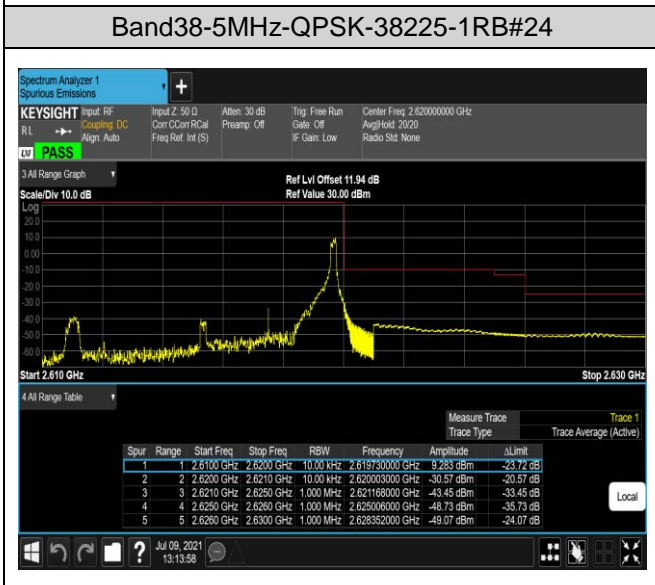 Band38-5MHz-QPSK-38225-1RB#24
Spectrum Analyzer 1
Spurious Emissions
+
KEYSIGHT Input: RF Input Z: 50 Ω Atten: 30 dB Trig: Free Run Center Freq: 2.620000000 GHz
RL Coupling: DC Corr CCorr RCal Preamp: Off Gate: Off Avg|Hold: 20/20
Align: Auto Freq Ref: Int (S) IF Gain: Low Radio Std: None
LXI PASS
3 All Range Graph
Ref Lvl Offset 11.94 dB
Scale/Div 10.0 dB Ref Value 30.00 dBm
Log
20.0
10.0
0.00
-10.0
-20.0
-30.0
-40.0
-50.0
-60.0
Start 2.610 GHz Stop 2.630 GHz
4 All Range Table
Measure Trace Trace 1
Trace Type Trace Average (Active)
Spur Range Start Freq Stop Freq RBW Frequency Amplitude ΔLimit
1 1 2.6100 GHz 2.6200 GHz 10.00 kHz 2.619730000 GHz 9.283 dBm -23.72 dB
2 2 2.6200 GHz 2.6210 GHz 10.00 kHz 2.620003000 GHz -30.57 dBm -20.57 dB
3 3 2.6210 GHz 2.6250 GHz 1.000 MHz 2.621168000 GHz -43.45 dBm -33.45 dB
4 4 2.6250 GHz 2.6260 GHz 1.000 MHz 2.625006000 GHz -48.73 dBm -35.73 dB
5 5 2.6260 GHz 2.6300 GHz 1.000 MHz 2.628352000 GHz -49.07 dBm -24.07 dB
Local
? Jul 09, 2021
13:13:58